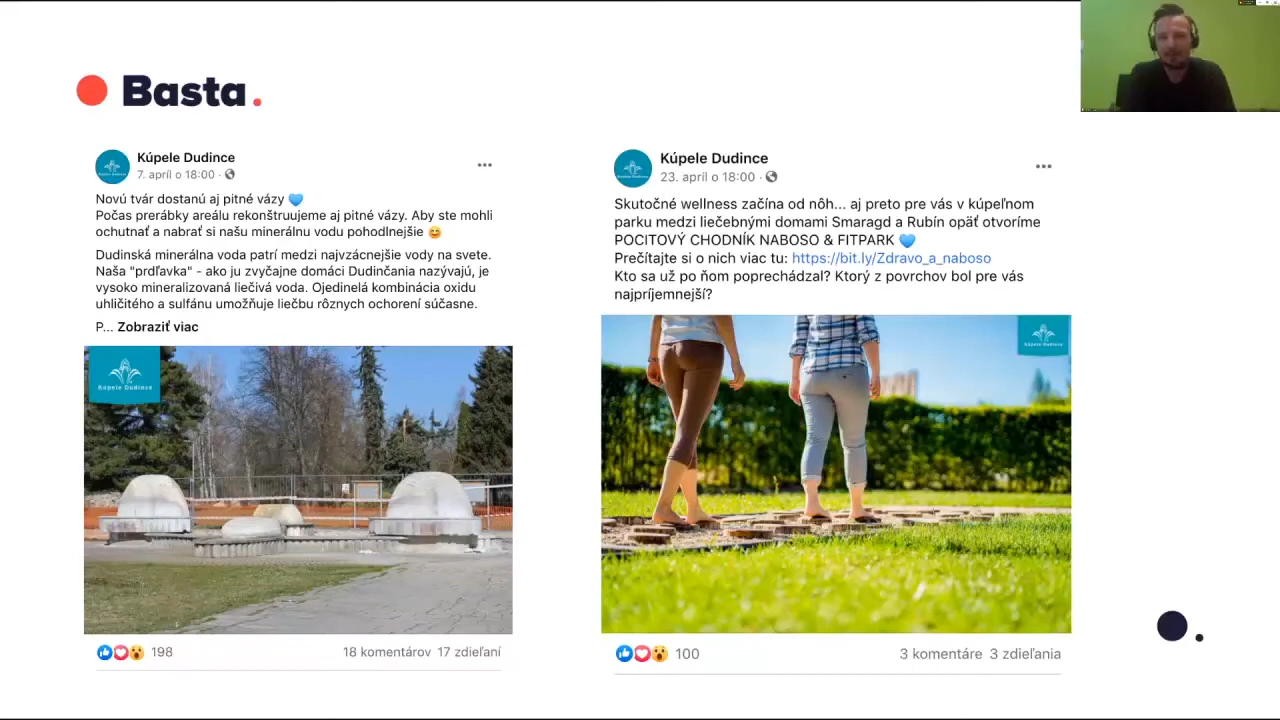 Basta.
Kúpele Dudince
7. apríl o 18:00 ·
Novú tvár dostanú aj pitné vázy 💙
Počas prerábky areálu rekonštruujeme aj pitné vázy. Aby ste mohli
ochutnať a nabrať si našu minerálnu vodu pohodlnejšie 😊
Dudinská minerálna voda patrí medzi najvzácnejšie vody na svete.
Naša "prdľavka" - ako ju zvyčajne domáci Dudinčania nazývajú, je
vysoko mineralizovaná liečivá voda. Ojedinelá kombinácia oxidu
uhličitého a sulfánu umožňuje liečbu rôznych ochorení súčasne.
P... Zobraziť viac
Kúpele Dudince
198
18 komentárov 17 zdieľaní
Kúpele Dudince
23. apríl o 18:00 ·
Skutočné wellness začína od nôh... aj preto pre vás v kúpeľnom
parku medzi liečebnými domami Smaragd a Rubín opäť otvoríme
POCITOVÝ CHODNÍK NABOSO & FITPARK 💙
Prečítajte si o nich viac tu: https://bit.ly/Zdravo_a_naboso
Kto sa už po ňom poprechádzal? Ktorý z povrchov bol pre vás
najpríjemnejší?
Kúpele Dudince
100
3 komentáre 3 zdieľania